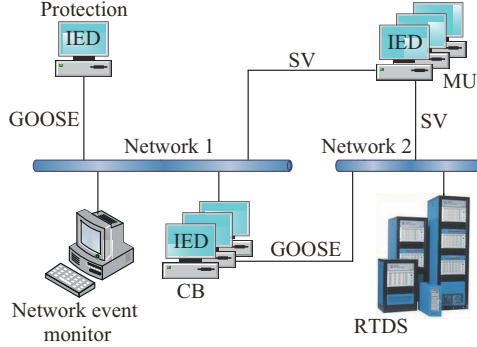 Protection
IED
IED
MU
SV
GOOSE
SV
Network 1
Network 2
IED
GOOSE
CB
Network event
monitor
RTDS